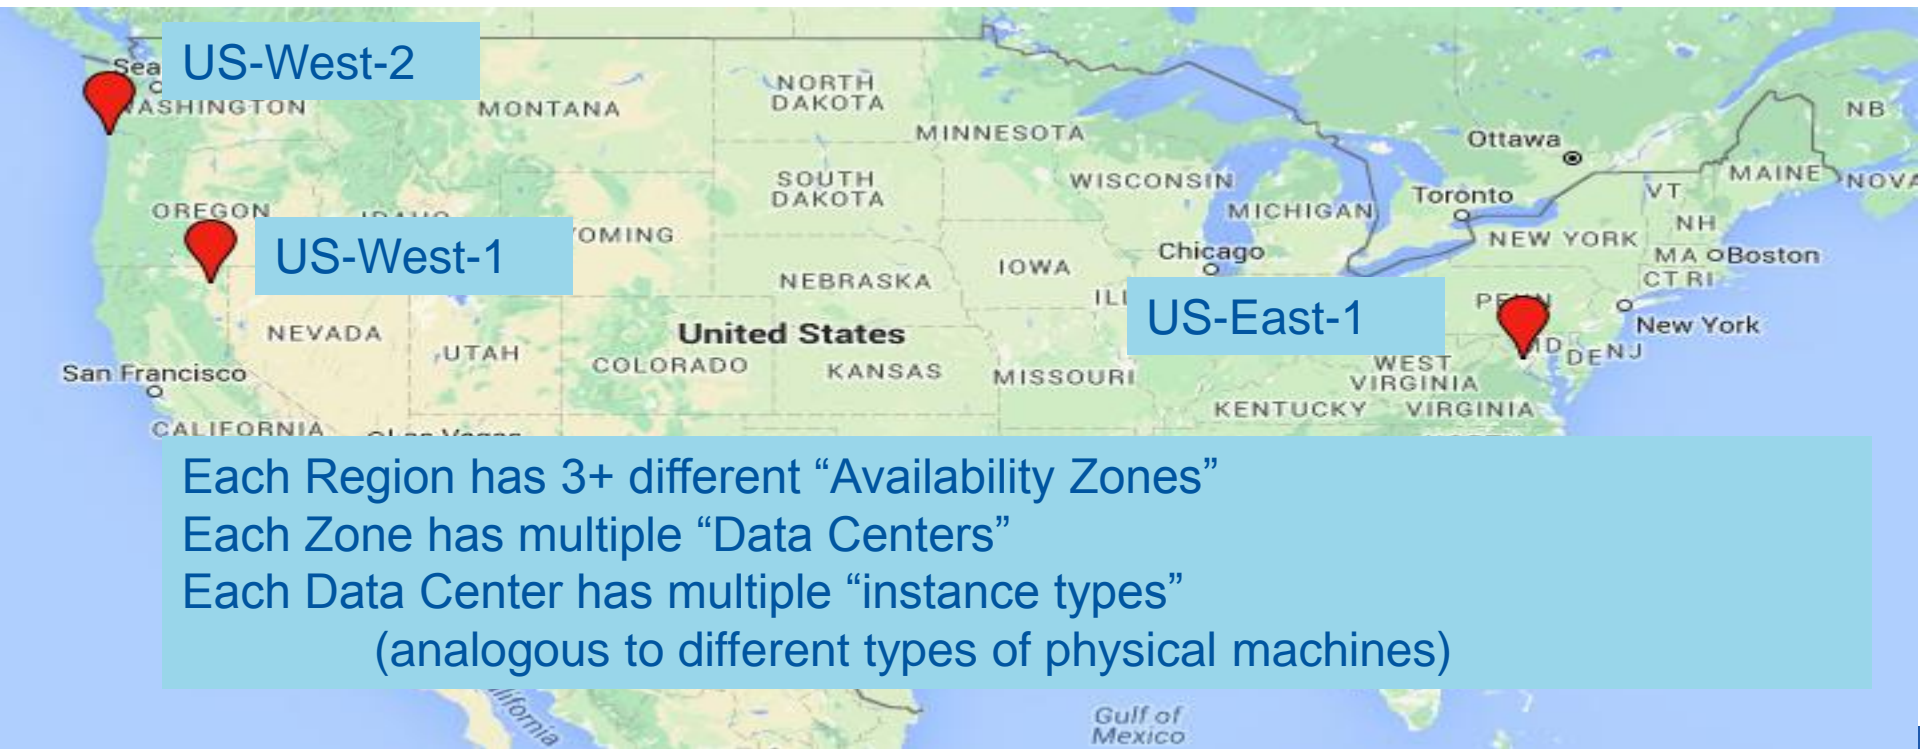 US-West-2
WASHINGTON
MONTANA
NORTH
DAKOTA
MINNESOTA
Ottawa
NB
MAINE
NOVA
SOUTH
DAKOTA
WISCONSIN
MICHIGAN
Toronto
VT
NH
OREGON
US-West-1
NEW YORK
MA
Boston
Chicago
IOWA
NEBRASKA
CT RI
US-East-1
New York
NEVADA
UTAH
United States
COLORADO
KANSAS
MISSOURI
WEST
VIRGINIA
MD
DE
NJ
San Francisco
KENTUCKY
VIRGINIA
CALIFORNIA
Each Region has 3+ different “Availability Zones”
Each Zone has multiple “Data Centers”
Each Data Center has multiple “instance types”
(analogous to different types of physical machines)
Gulf of
Mexico